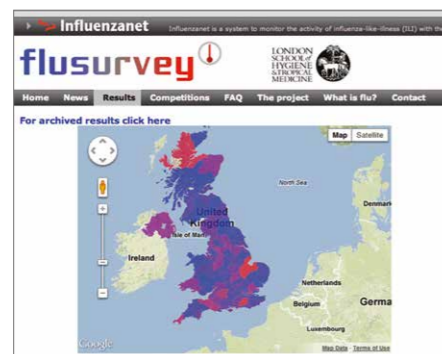 Influenzanet Influenzanet is a system to monitor the activity of influenza-like-illness (ILI) with the
flusurvey
LONDON
SCHOOL of
HYGIENE
& TROPICAL
MEDICINE
Home News Results Competitions FAQ The project What is flu? Contact
For archived results click here
Map Satellite
North Sea
Denmar
United
Kingdom
Isle of Man
Ireland
Netherlands
Belgium
Germa
Luxembourg
Google
Map Data - Terms of Use